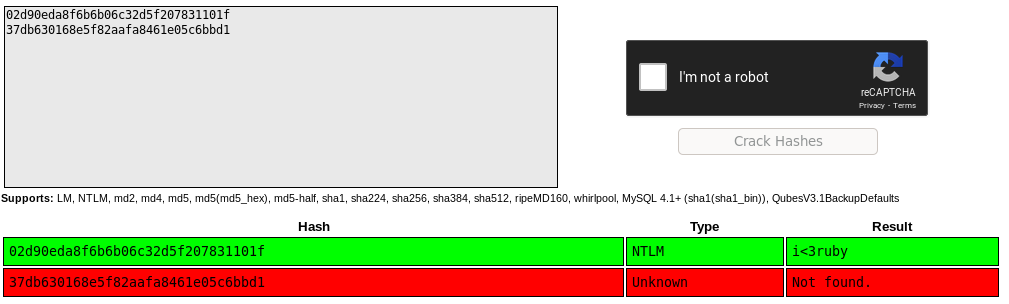 02d90eda8f6b6b06c32d5f207831101f
37db630168e5f82aafa8461e05c6bbd1
I'm not a robot
reCAPTCHA
Privacy - Terms
Crack Hashes
Supports: LM, NTLM, md2, md4, md5, md5(md5_hex), md5-half, sha1, sha224, sha256, sha384, sha512, ripeMD160, whirlpool, MySQL 4.1+ (sha1(sha1_bin)), QubesV3.1BackupDefaults
Hash Type Result
02d90eda8f6b6b06c32d5f207831101f NTLM i<3ruby
37db630168e5f82aafa8461e05c6bbd1 Unknown Not found.